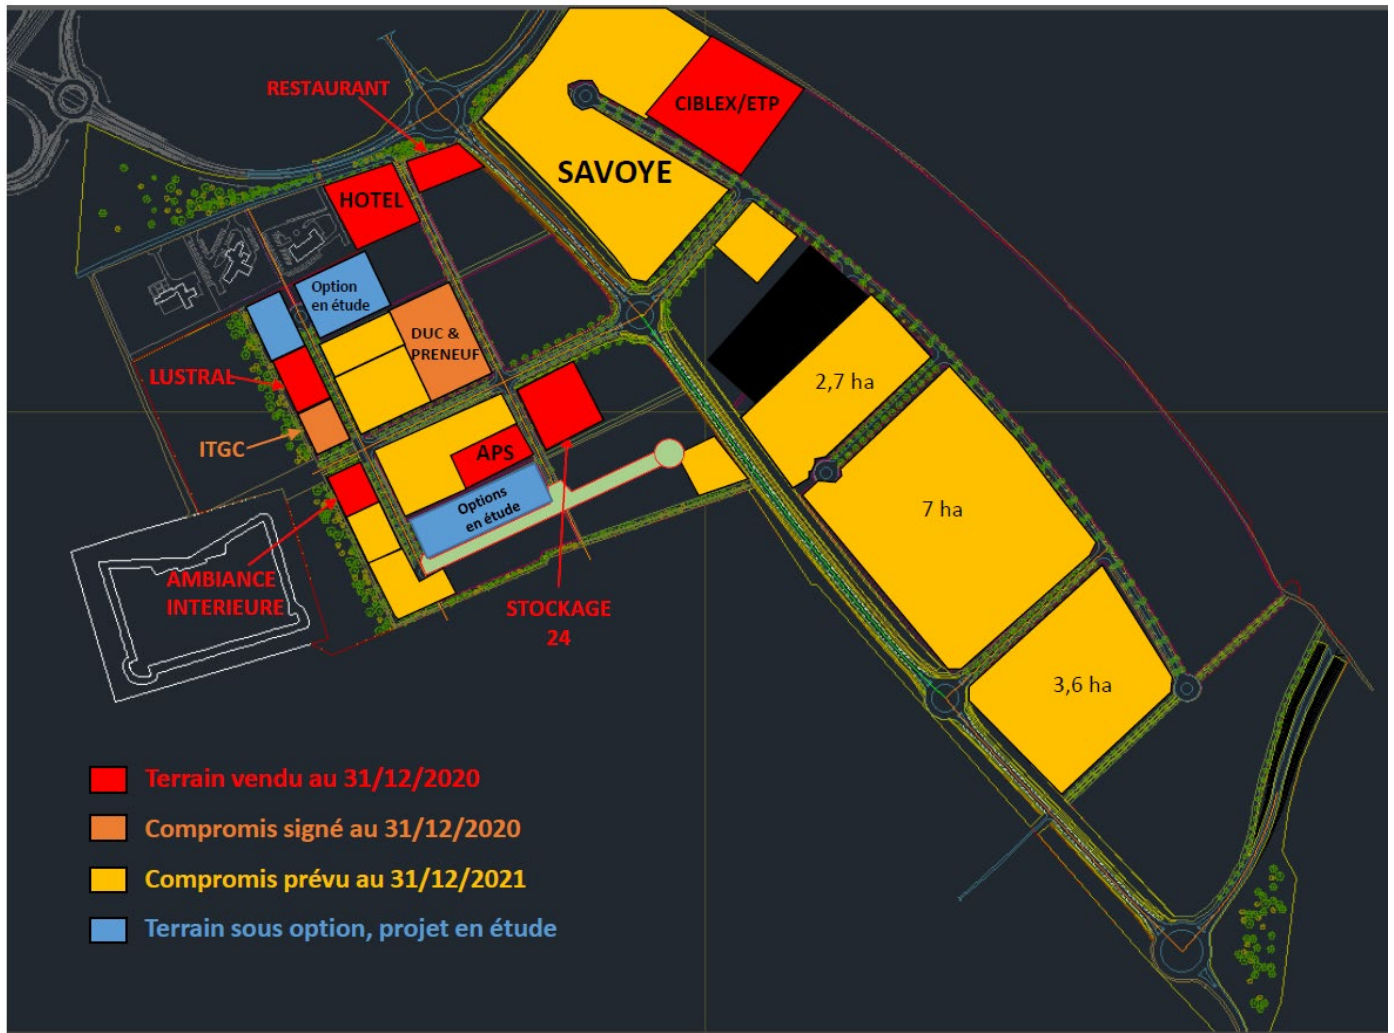 RESTAURANT
CIBLEX/ETP
SAVOYE
HOTEL
Option
en étude
DUC &
PRENEUF
LUSTRAL
2,7 ha
ITGC
APS
Options
en étude
7 ha
AMBIANCE
INTERIEURE
STOCKAGE
24
3,6 ha
Terrain vendu au 31/12/2020
Compromis signé au 31/12/2020
Compromis prévu au 31/12/2021
Terrain sous option, projet en étude